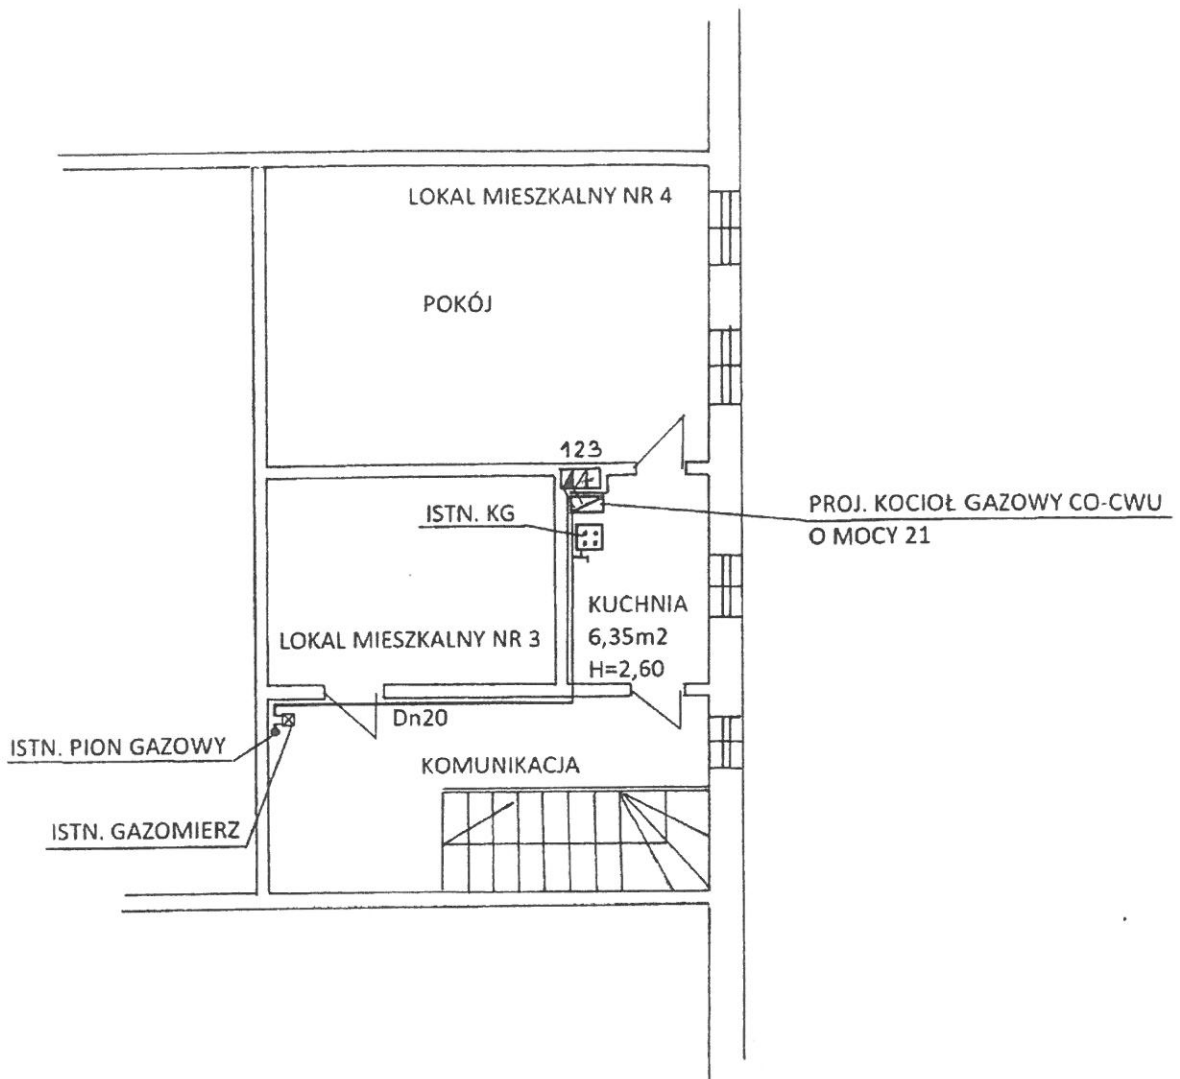 LOKAL MIESZKALNY NR 4
POKÓJ
123
ISTN. KG
PROJ. KOCIOŁ GAZOWY CO-CWU
O MOCY 21
KUCHNIA
6,35m2
H=2,60
LOKAL MIESZKALNY NR 3
Dn20
ISTN. PION GAZOWY
KOMUNIKACJA
ISTN. GAZOMIERZ